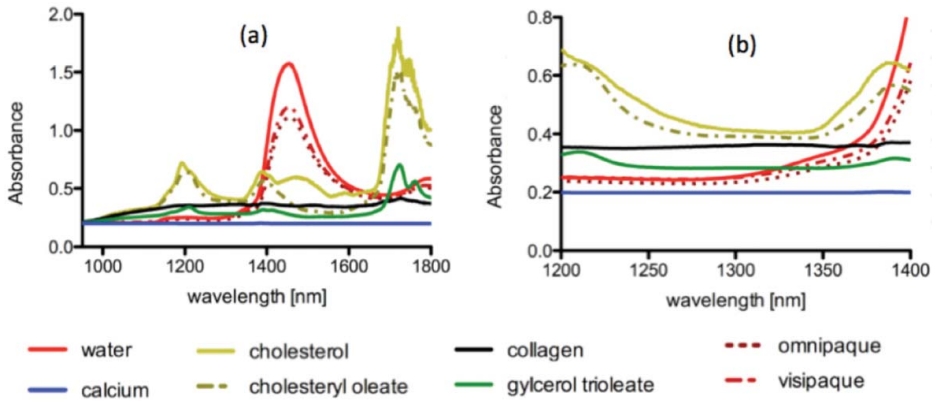 (a)
Absorbance
2.0
1.5
1.0
0.5
0.0
1000 1200 1400 1600 1800
wavelength [nm]
(b)
Absorbance
0.8
0.6
0.4
0.2
0.0
1200 1250 1300 1350 1400
wavelength [nm]
water cholesterol collagen omnipaque
calcium cholesteryl oleate gylcerol trioleate visipaque